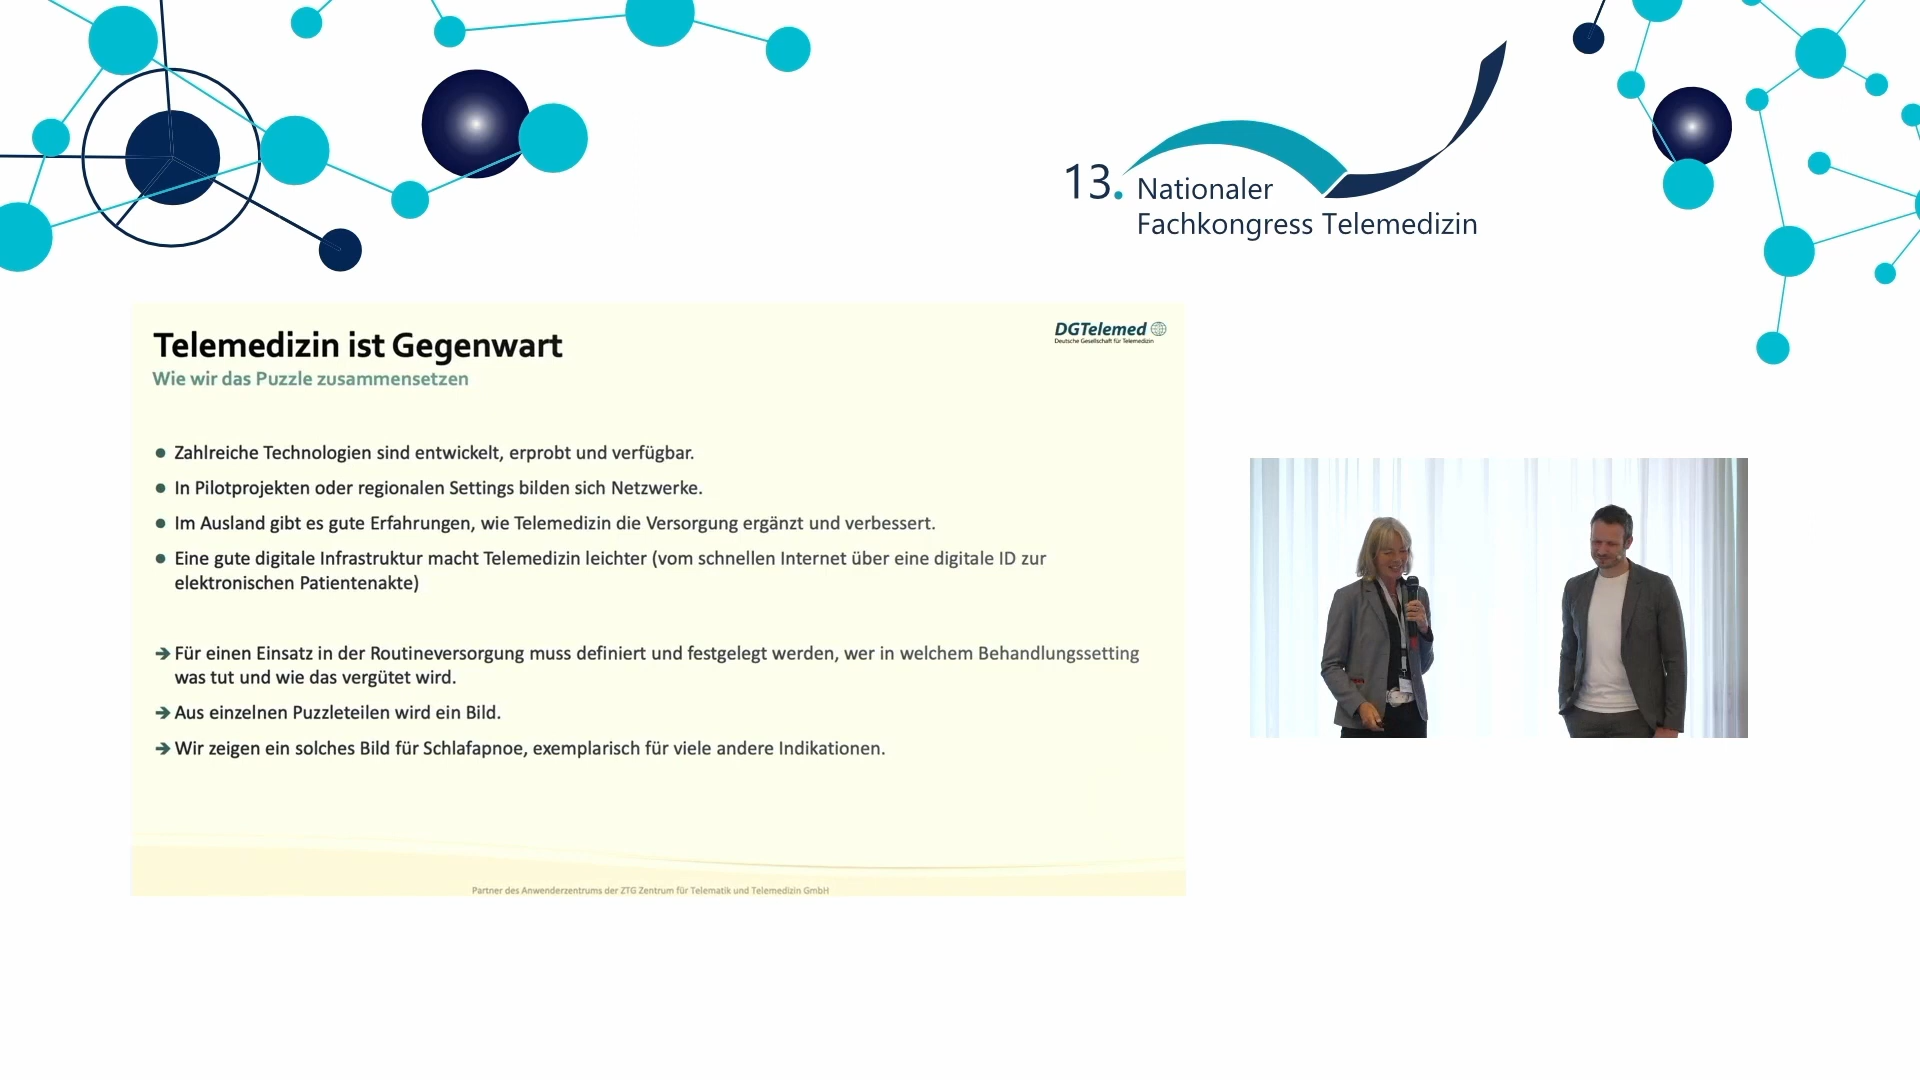 13. Nationaler
Fachkongress Telemedizin
Telemedizin ist Gegenwart
DGTelemed
Deutsche Gesellschaft für Telemedizin
Wie wir das Puzzle zusammensetzen
● Zahlreiche Technologien sind entwickelt, erprobt und verfügbar.
● In Pilotprojekten oder regionalen Settings bilden sich Netzwerke.
● Im Ausland gibt es gute Erfahrungen, wie Telemedizin die Versorgung ergänzt und verbessert.
● Eine gute digitale Infrastruktur macht Telemedizin leichter (vom schnellen Internet über eine digitale ID zur
elektronischen Patientenakte)
➔ Für einen Einsatz in der Routineversorgung muss definiert und festgelegt werden, wer in welchem Behandlungssetting
was tut und wie das vergütet wird.
➔ Aus einzelnen Puzzleteilen wird ein Bild.
➔ Wir zeigen ein solches Bild für Schlafapnoe, exemplarisch für viele andere Indikationen.
Partner des Anwenderzentrums der ZTG Zentrum für Telematik und Telemedizin GmbH